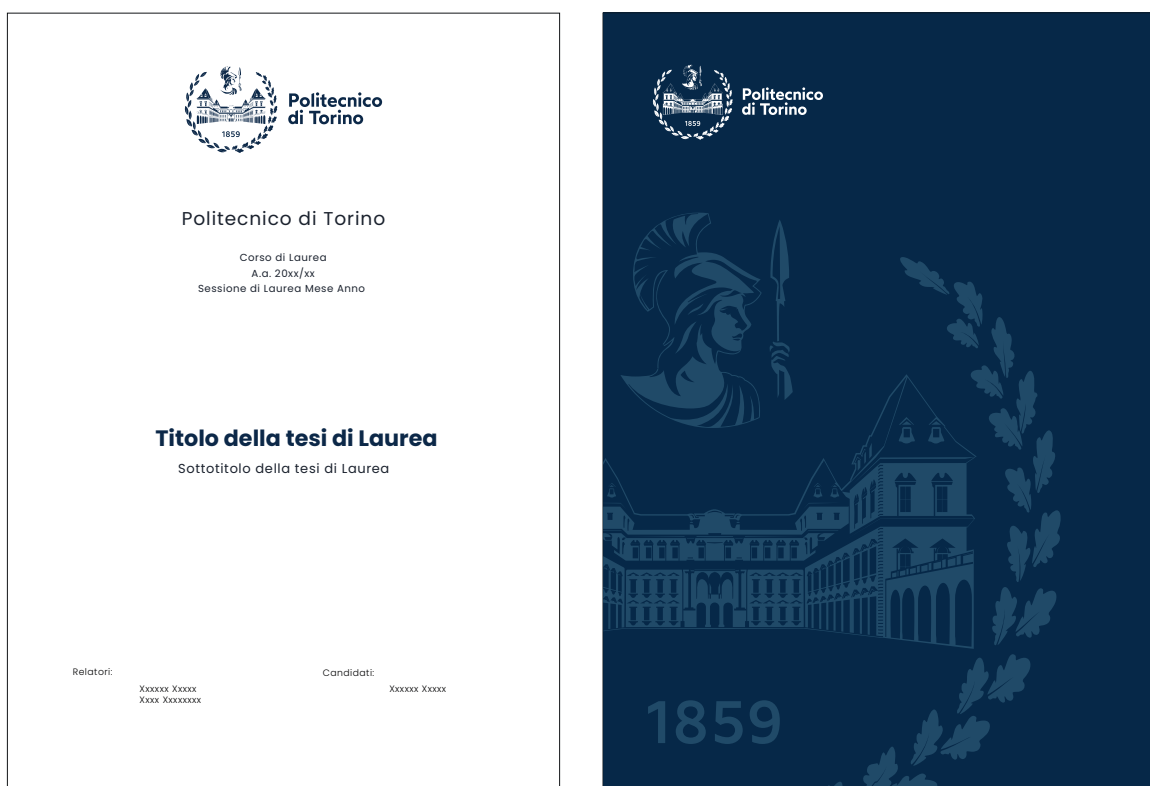 1859
Politecnico
di Torino
Politecnico di Torino
Corso di Laurea
A.a. 20xx/xx
Sessione di Laurea Mese Anno
Titolo della tesi di Laurea
Sottotitolo della tesi di Laurea
Relatori:
Xxxxxx Xxxxx
Xxxx Xxxxxxxx
Candidati:
Xxxxxx Xxxxx
1859
Politecnico
di Torino
1859